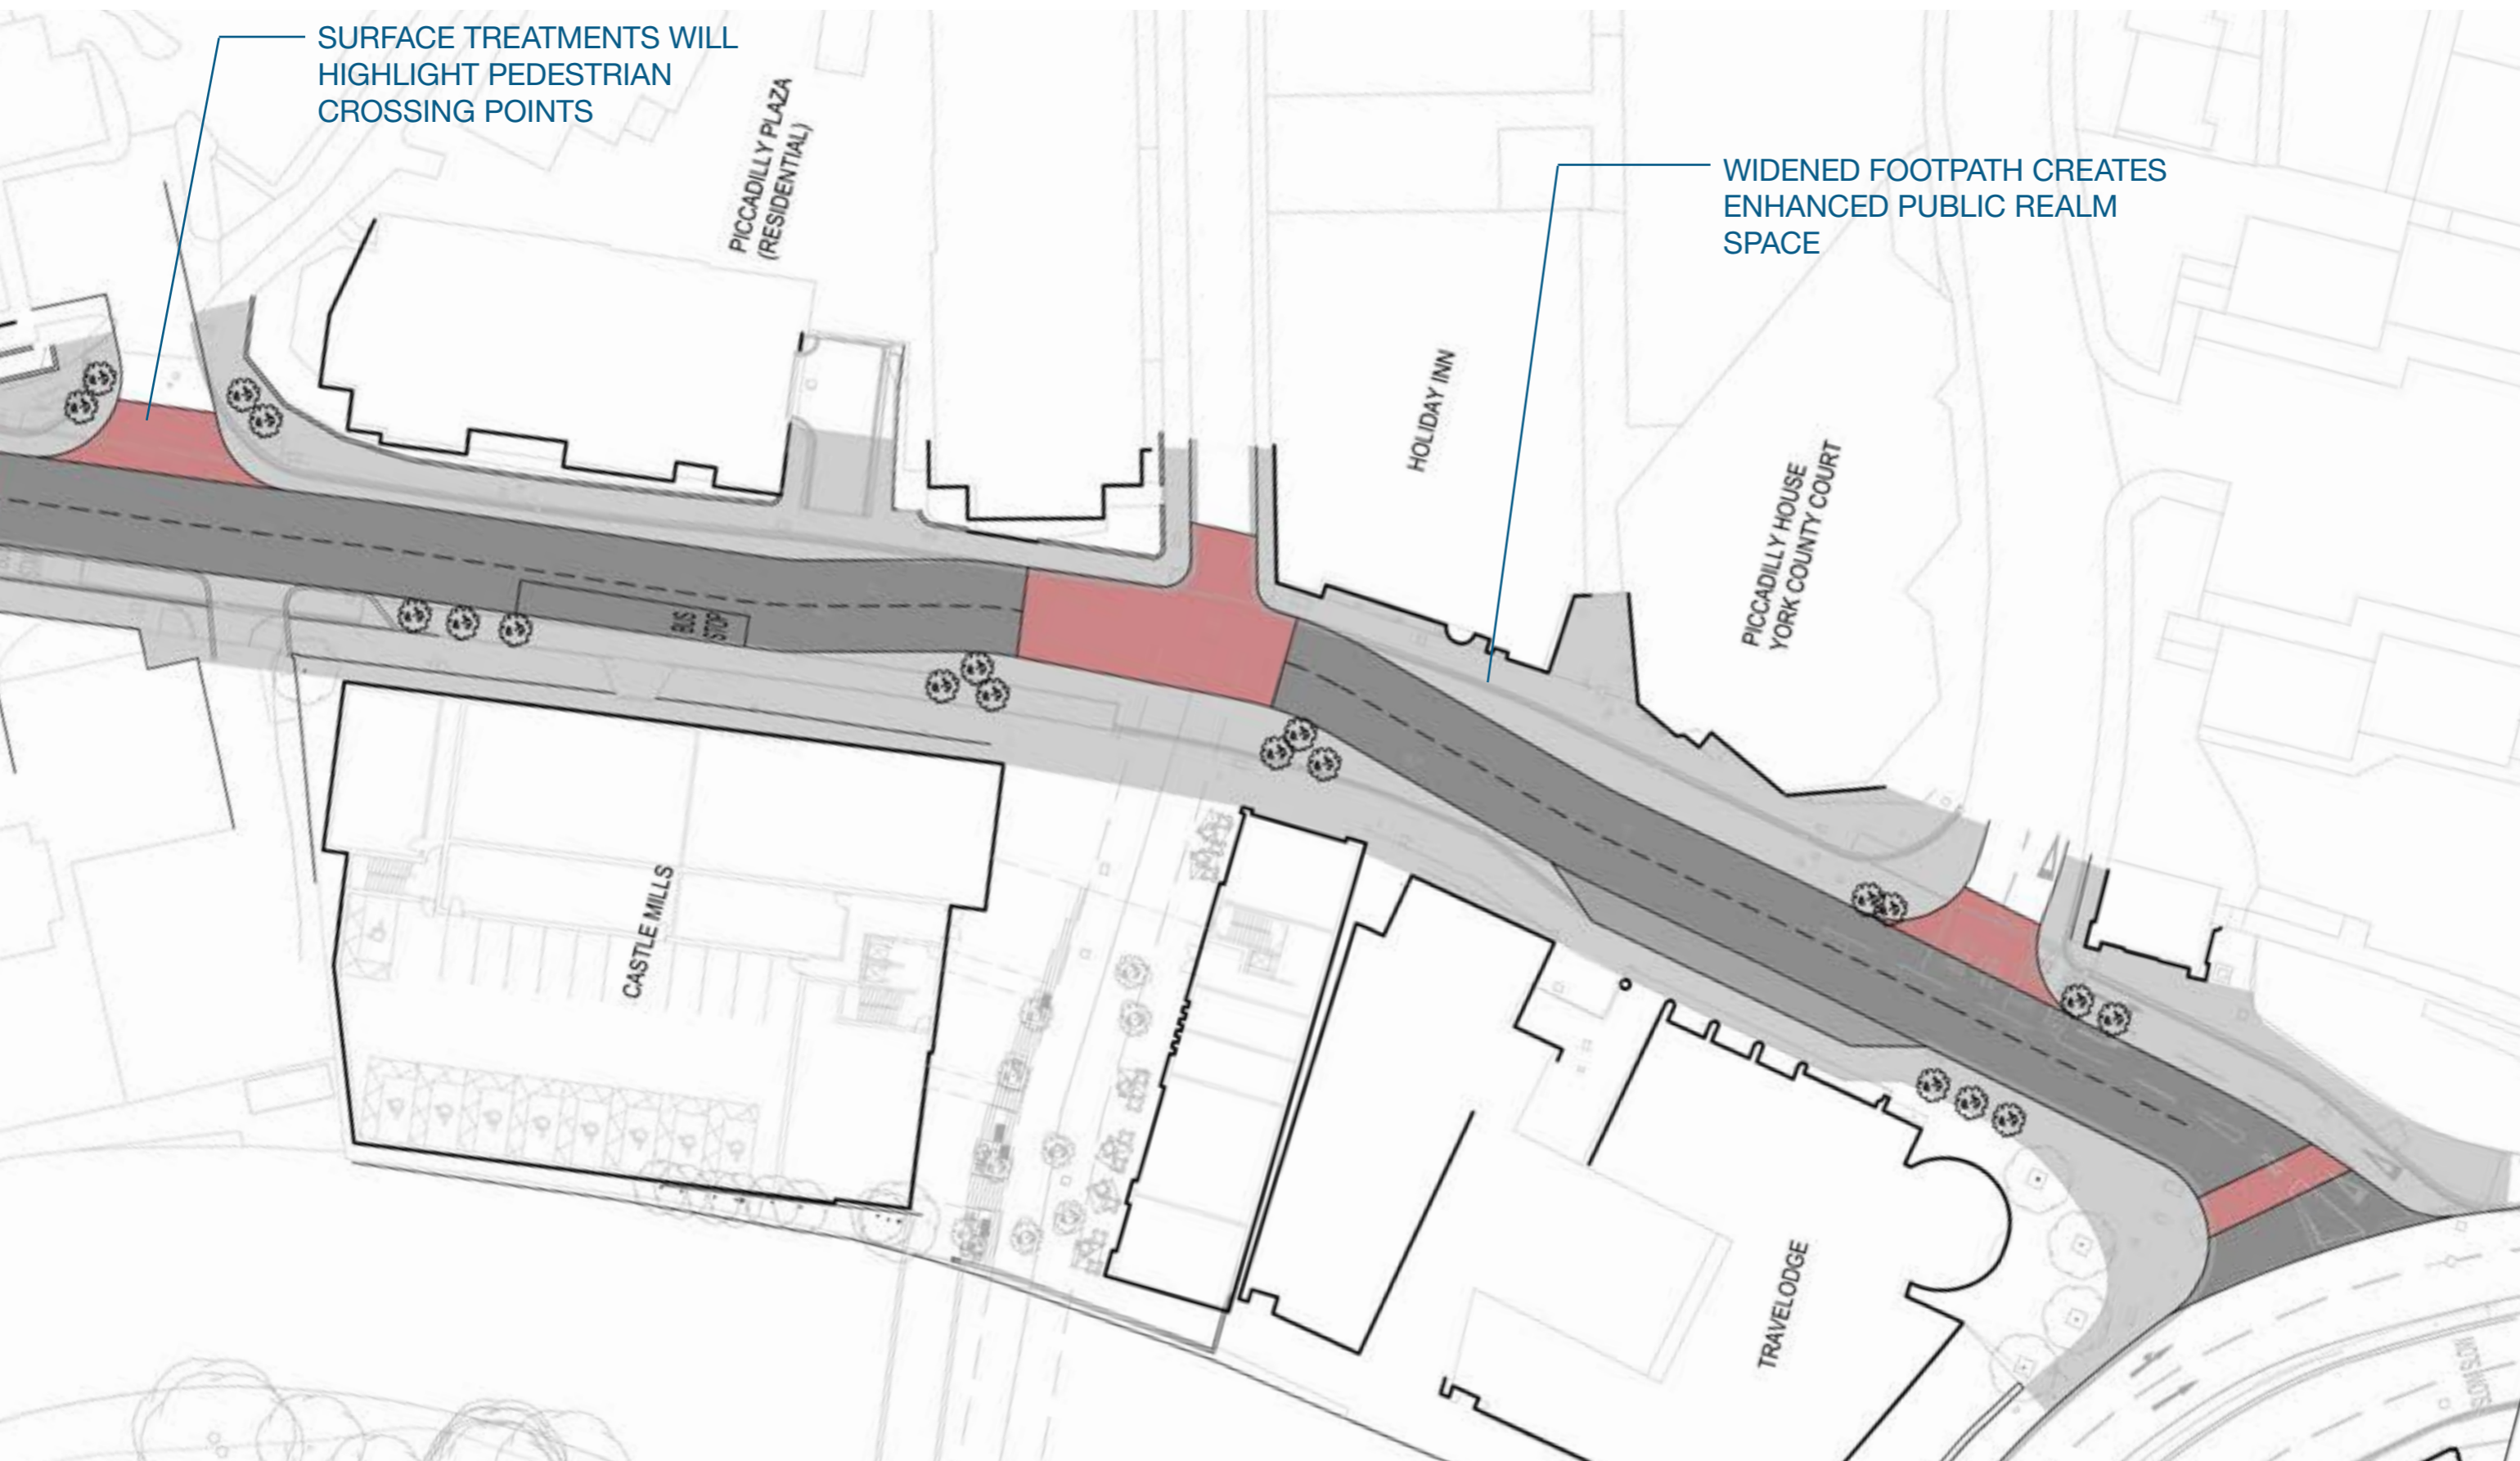 SURFACE TREATMENTS WILL
HIGHLIGHT PEDESTRIAN
CROSSING POINTS
PICCADILLY PLAZA
(RESIDENTIAL)
WIDENED FOOTPATH CREATES
ENHANCED PUBLIC REALM
SPACE
HOLIDAY INN
PICCADILLY HOUSE
YORK COUNTY COURT
BUS
STOP
CASTLE MILLS
TRAVELODGE